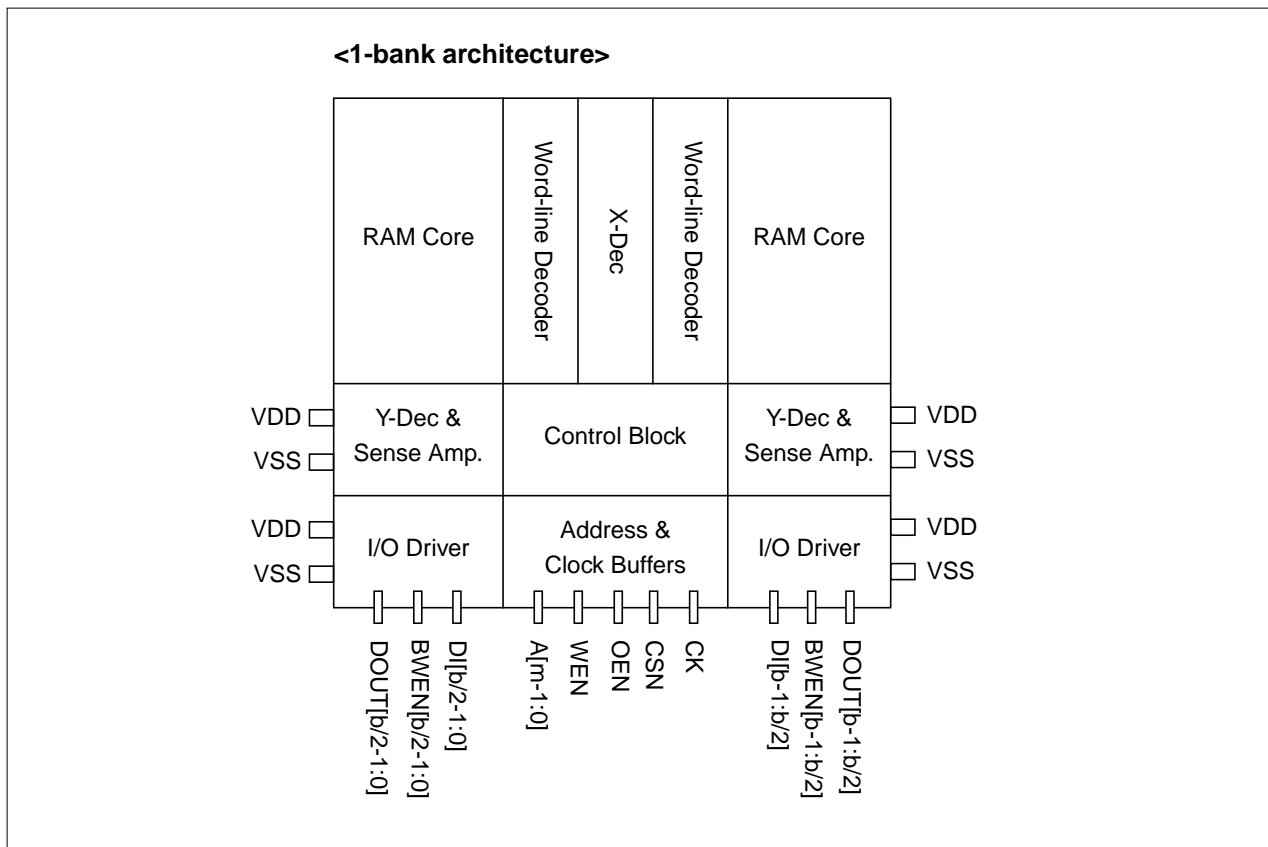 <1-bank architecture>
RAM Core
Word-line Decoder
X-Dec
Word-line Decoder
RAM Core
VDD
VSS
Y-Dec &
Sense Amp.
Control Block
Y-Dec &
Sense Amp.
VDD
VSS
VDD
VSS
I/O Driver
Address &
Clock Buffers
I/O Driver
VDD
VSS
DOUT[b/2-1:0]
BWEN[b/2-1:0]
DI[b/2-1:0]
A[m-1:0]
WEN
OEN
CSN
CK
DI[b-1:b/2]
BWEN[b-1:b/2]
DOUT[b-1:b/2]